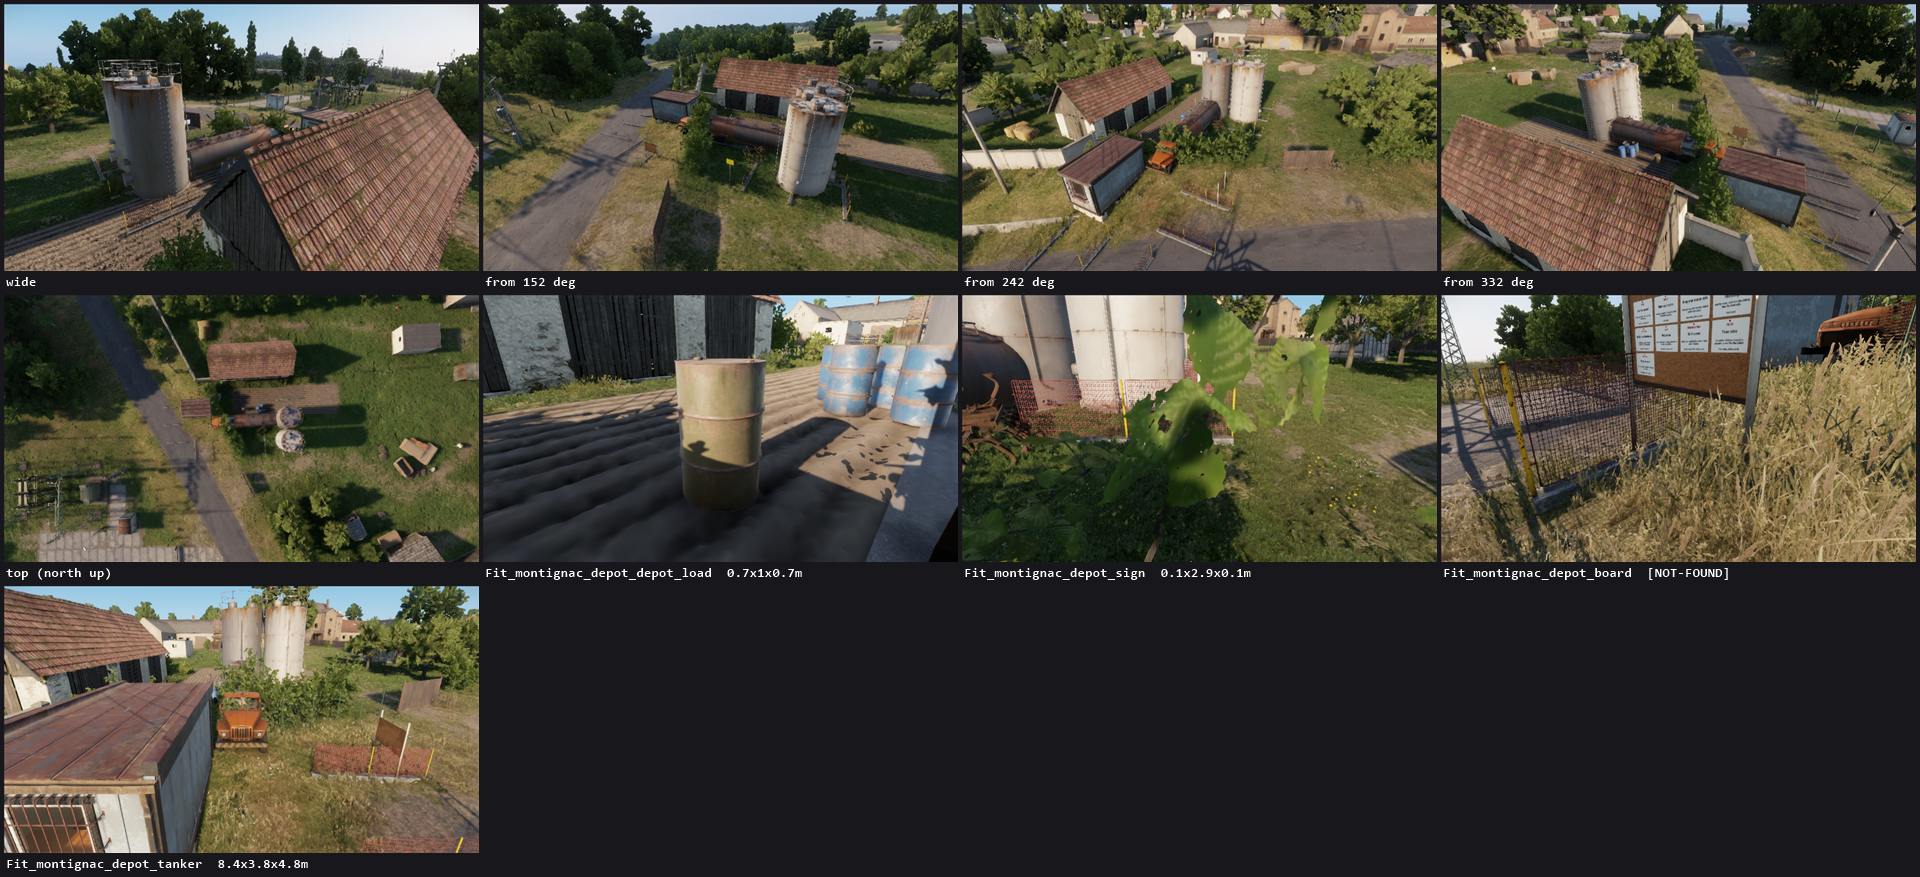 wide
from 152 deg
from 242 deg
from 332 deg
top (north up)
Fit_montignac_depot_depot_load  0.7x1x0.7m
Fit_montignac_depot_sign  0.1x2.9x0.1m
Fit_montignac_depot_board  [NOT-FOUND]
Fit_montignac_depot_tanker  8.4x3.8x4.8m